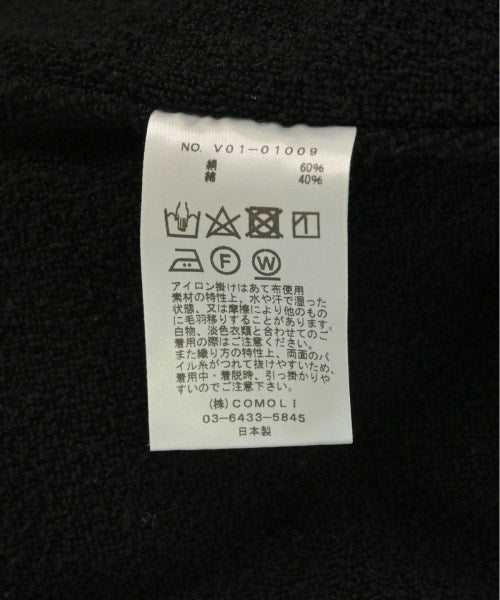 NO. V01-01009
絹 60%
綿 40%
F W
アイロン掛けはあて布使用
素材の特性上、水や汗で湿った
状態、又は摩擦により他のもの
に毛羽移りすることがあります。
白物、淡色衣類と合わせてのご
着用の際はご注意ください。
また織り方の特性上、両面のパ
イル糸がつれて抜けやすいため、
着用中・着脱時、引っ掛かりや
すいのでご注意下さい。
(株)COMOLI
03-6433-5845
日本製